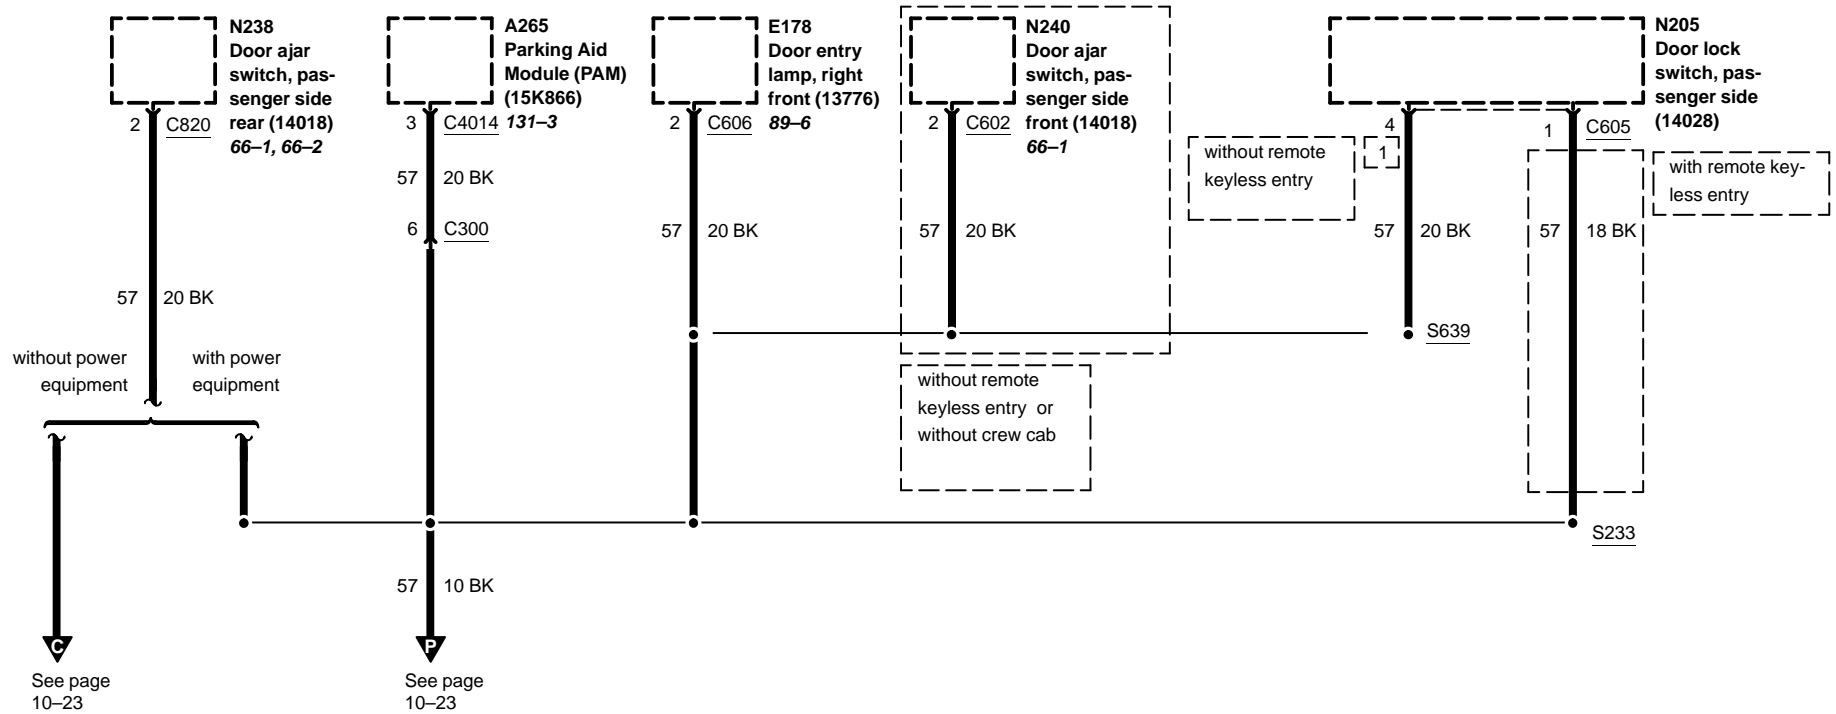 N238
Door ajar
switch, pas-
senger side
rear (14018)
66–1, 66–2
2
C820
57
20 BK
without power
equipment
with power
equipment
C
See page
10–23
A265
Parking Aid
Module (PAM)
(15K866)
131–3
3
C4014
57
20 BK
6
C300
57
10 BK
P
See page
10–23
E178
Door entry
lamp, right
front (13776)
89–6
2
C606
57
20 BK
N240
Door ajar
switch, pas-
senger side
front (14018)
66–1
2
C602
57
20 BK
without remote
keyless entry or
without crew cab
N205
Door lock
switch, pas-
senger side
(14028)
without remote
keyless entry
4
1
57
20 BK
S639
1
C605
with remote key-
less entry
57
18 BK
S233